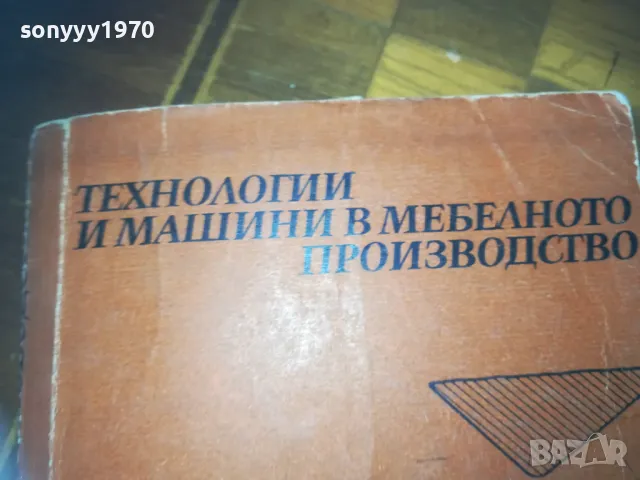 sonyyy1970
ТЕХНОЛОГИИ
И МАШИНИ В МЕБЕЛНОТО
ПРОИЗВОДСТВО
BAZAR